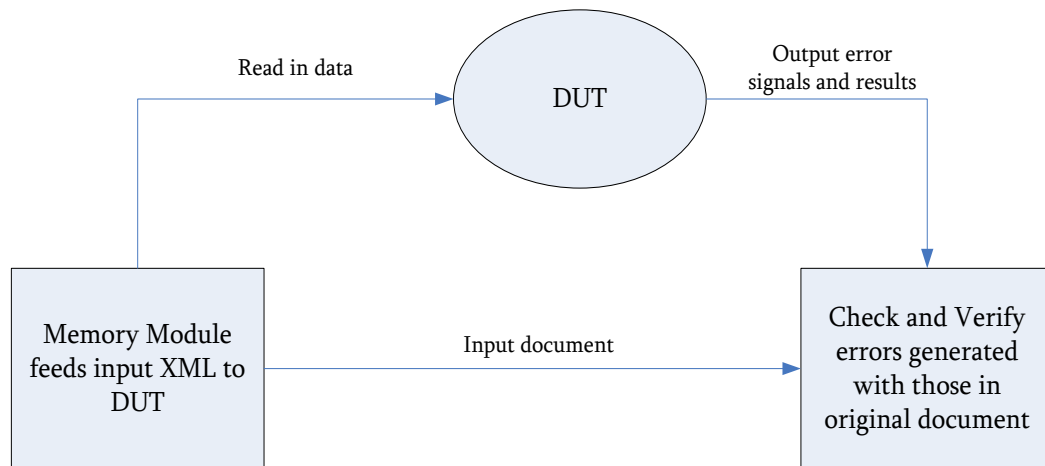 Read in data
DUT
Output error
signals and results
Memory Module
feeds input XML to
DUT
Input document
Check and Verify
errors generated
with those in
original document